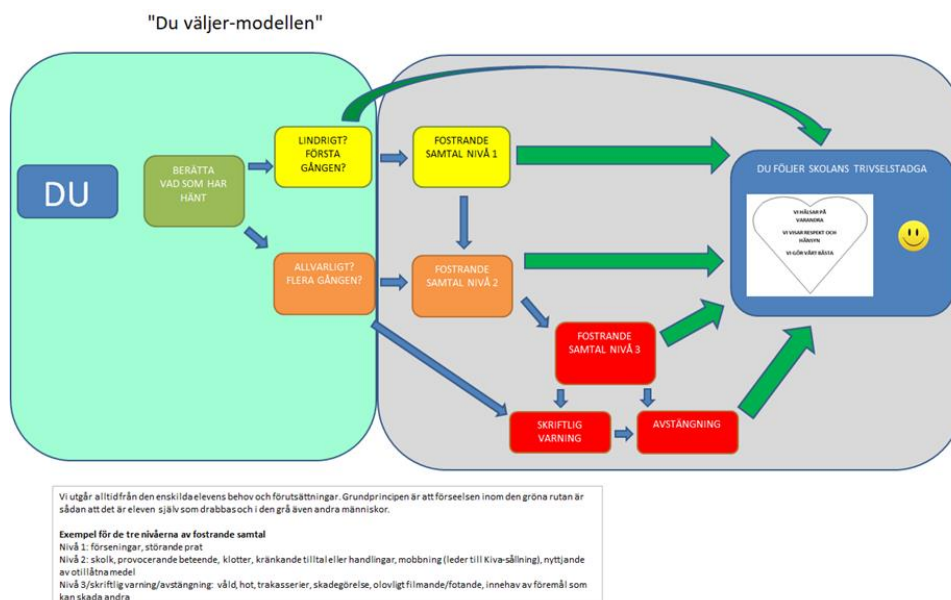 "Du väljer-modellen"
DU
BERÄTTA
VAD SOM HAR
HÄNT
LINDRIGT?
FÖRSTA
GÅNGEN?
ALLVARLIGT?
FLERA GÅNGEN?
FOSTRANDE
SAMTAL NIVÅ 1
FOSTRANDE
SAMTAL NIVÅ 2
FOSTRANDE
SAMTAL NIVÅ 3
SKRIFTLIG
VARNING
AVSTÄNGNING
DU FÖLJER SKOLANS TRIVSELSTADGA
VI HÄLSAR PÅ
VARANDRA
VI VISAR RESPEKT OCH
HÄNSYN
VI GÖR VÅRT BÄSTA
Vi utgår alltid från den enskilda elevens behov och förutsättningar. Grundprincipen är att förseelsen inom den gröna rutan är
sådan att det är eleven själv som drabbas och i den grå även andra människor.
Exempel för de tre nivåerna av fostrande samtal
Nivå 1: förseningar, störande prat
Nivå 2: skolk, provocerande beteende, klotter, kränkande tilltal eller handlingar, mobbning (leder till Kiva-sållning), nyttjande
av otillåtna medel
Nivå 3/skriftlig varning/avstängning: våld, hot, trakasserier, skadegörelse, olovligt filmande/fotande, innehav av föremål som
kan skada andra